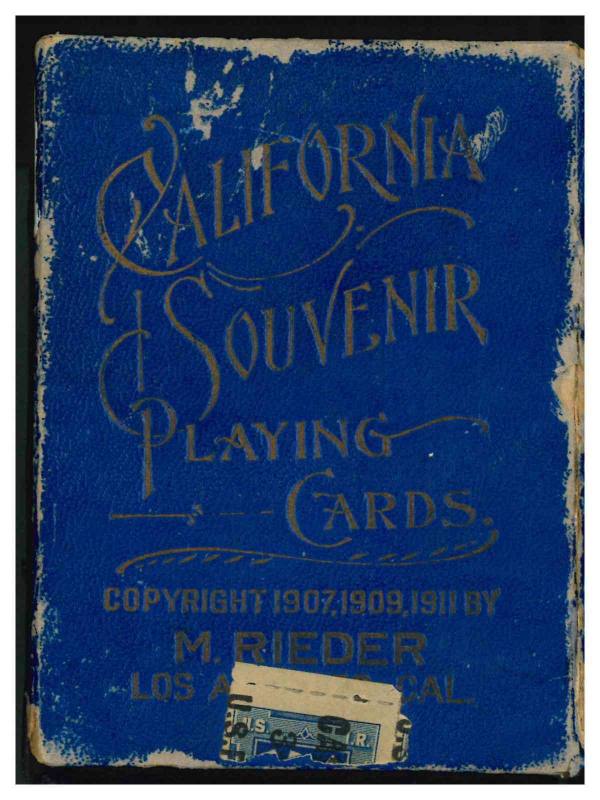 CALIFORNIA
SOUVENIR
PLAYING
CARDS.
COPYRIGHT 1907, 1909, 1911 BY
M. RIEDER
LOS CAL.
U.S. R.